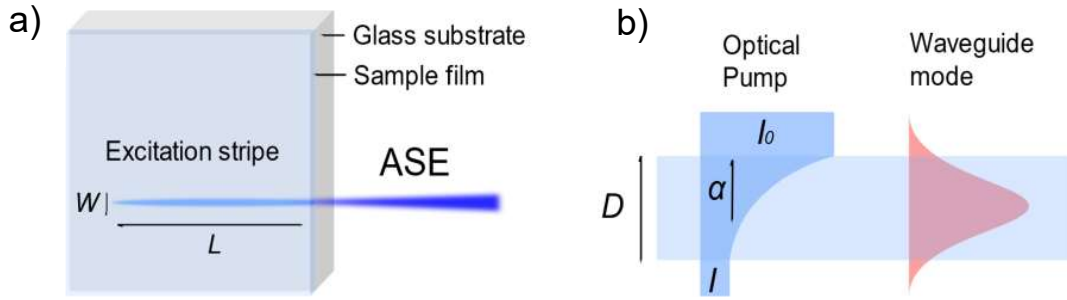 a)
Glass substrate
Sample film
Excitation stripe
ASE
W
L
b)
Optical
Pump
Waveguide
mode
I0
α
D
I